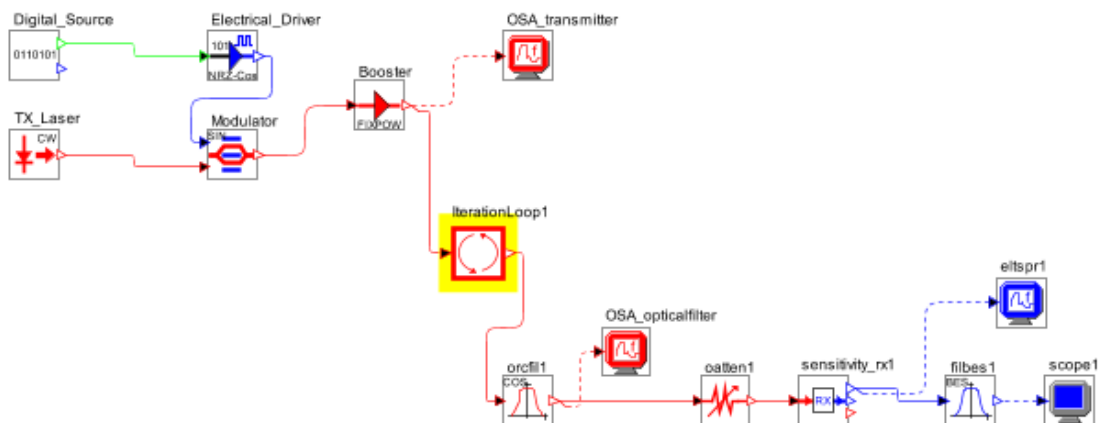 Digital_Source
Electrical_Driver
OSA_transmitter
0110101
101
NRZ-Cos
Booster
FIXPOW
TX_Laser
CW
Modulator
SIN
IterationLoop1
eltspr1
OSA_opticalfilter
orcfil1
COS
oatten1
sensitivity_rx1
RX
filbes1
BES
scope1